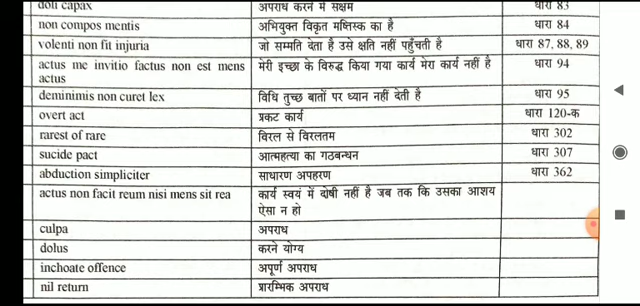 doli capax अपराध करने में सक्षम धारा 83
non compos mentis अभियुक्त विकृत मष्तिस्क का है धारा 84
volenti non fit injuria जो सम्मति देता है उसे क्षति नहीं पहुँचती है धारा 87, 88, 89
actus me invitio factus non est mens मेरी इच्छा के विरुद्ध किया गया कार्य मेरा कार्य नहीं है धारा 94
actus
deminimis non curet lex विधि तुच्छ बातों पर ध्यान नहीं देती है धारा 95
overt act प्रकट कार्य धारा 120-क
rarest of rare विरल से विरलतम धारा 302
sucide pact आत्महत्या का गठबन्धन धारा 307
abduction simpliciter साधारण अपहरण धारा 362
actus non facit reum nisi mens sit rea कार्य स्वयं में दोषी नहीं है जब तक कि उसका आशय
ऐसा न हो
culpa अपराध
dolus करने योग्य
inchoate offence अपूर्ण अपराध
nil return प्रारम्भिक अपराध